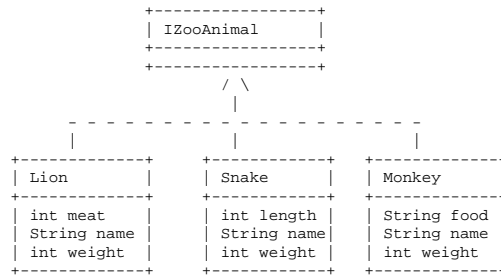 IZooAnimal
Lion
Snake
Monkey
int meat
int length
String food
String name
String name
String name
int weight
int weight
int weight